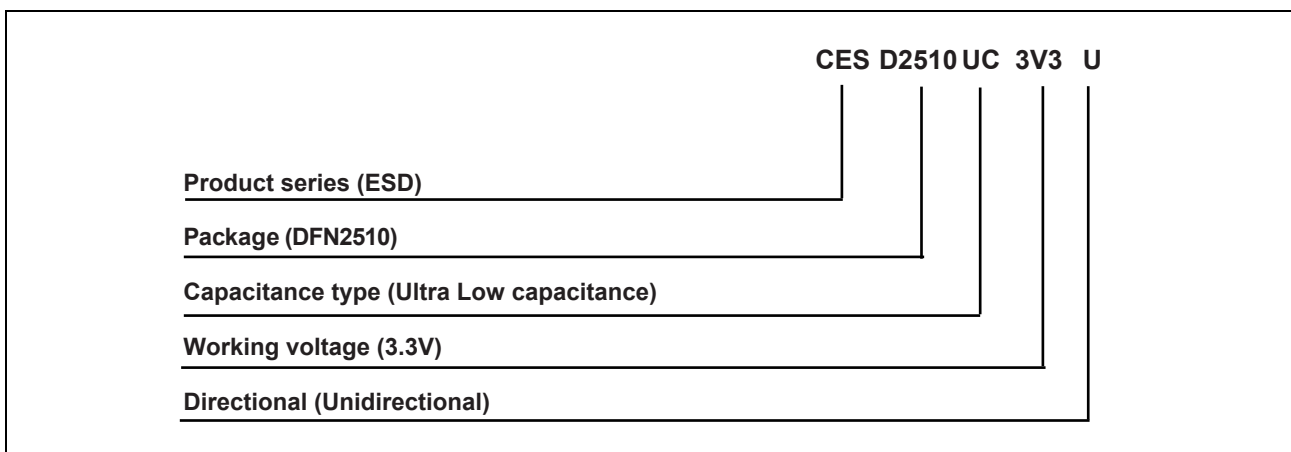 CES D2510 UC 3V3 U
Product series (ESD)
Package (DFN2510)
Capacitance type (Ultra Low capacitance)
Working voltage (3.3V)
Directional (Unidirectional)